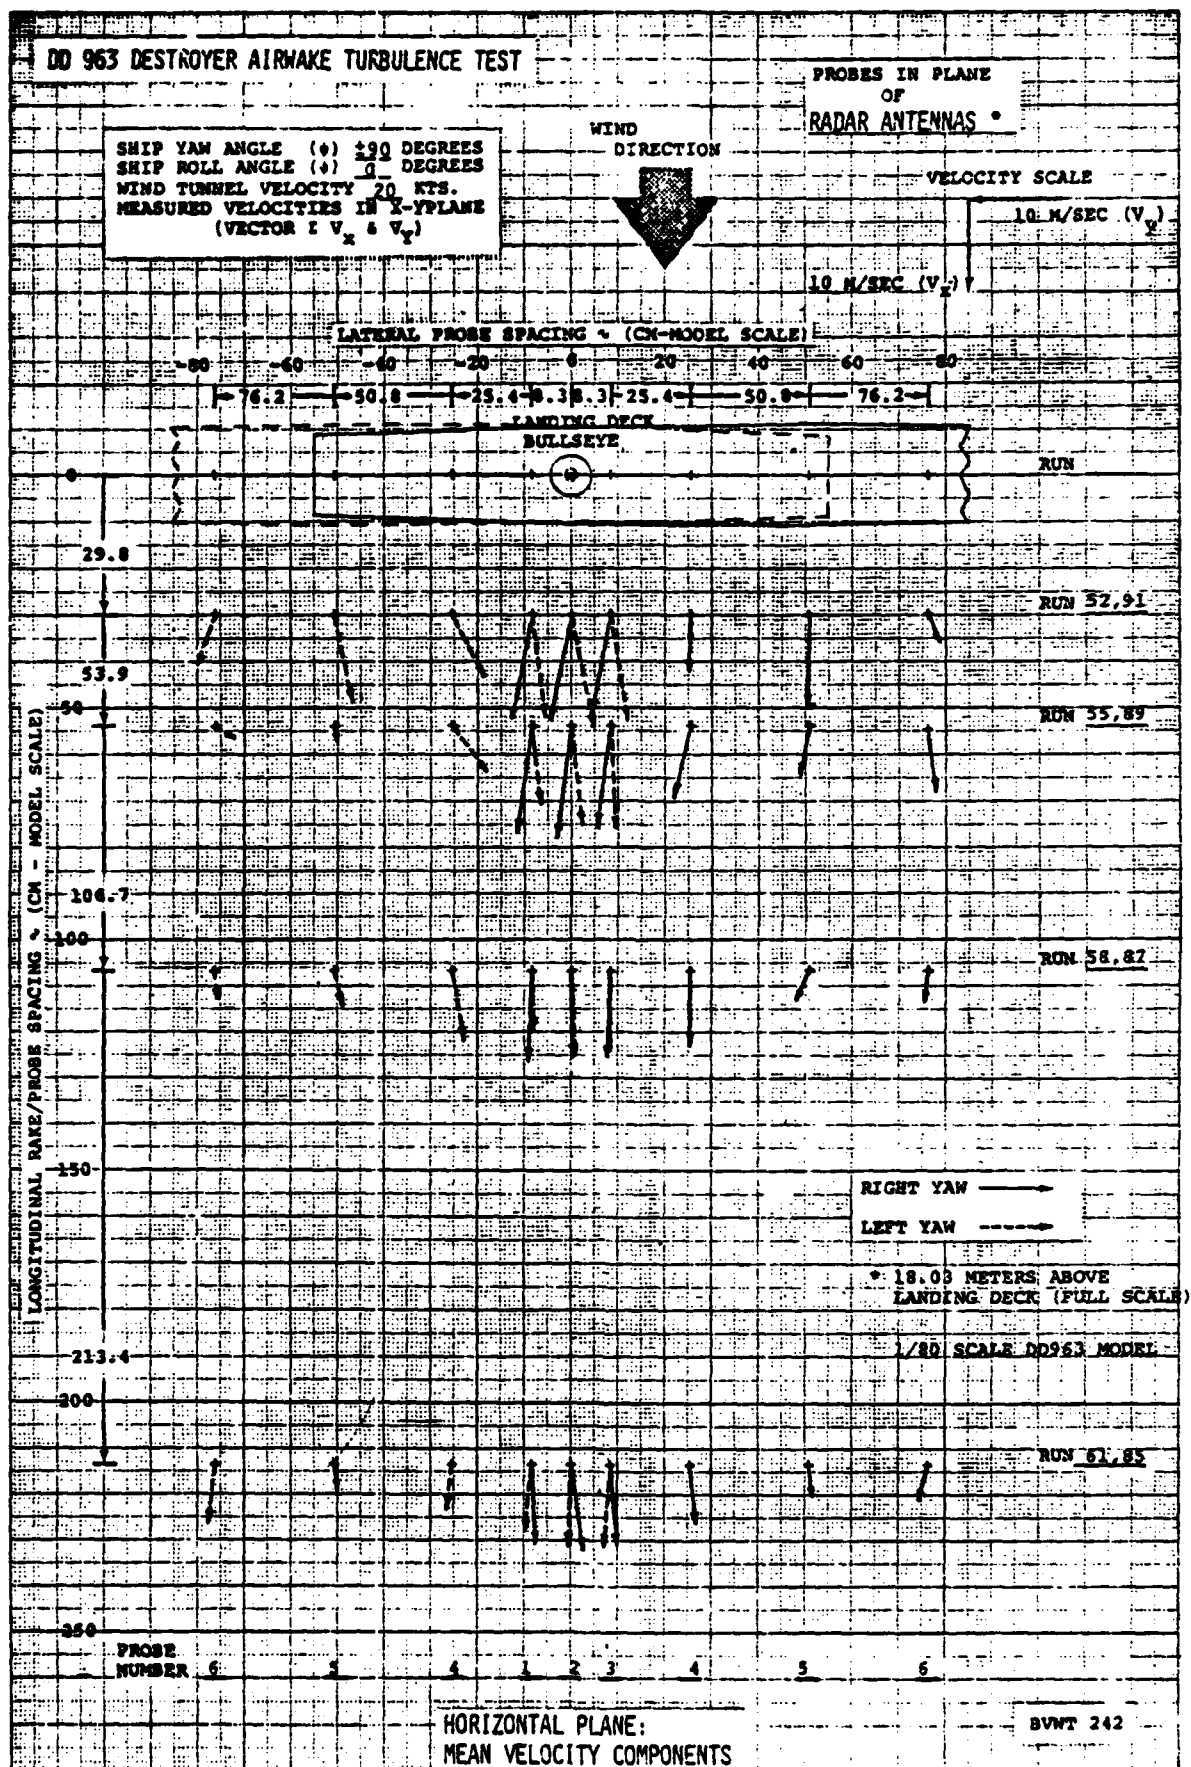 DD 963 DESTROYER AIRWAKE TURBULENCE TEST
PROBES IN PLANE
OF
RADAR ANTENNAS *
SHIP YAW ANGLE (ψ) ±90 DEGREES
SHIP ROLL ANGLE (φ) 0 DEGREES
WIND TUNNEL VELOCITY 20 KTS.
MEASURED VELOCITIES IN X-YPLANE
(VECTOR Σ Vx & Vy)
WIND
DIRECTION
VELOCITY SCALE
10 M/SEC (Vy)
10 M/SEC (Vx)
LATERAL PROBE SPACING ~ (CM-MODEL SCALE)
-80 -60 -40 -20 0 20 40 60 80
76.2 50.8 25.4 8.3 8.3 25.4 50.8 76.2
LANDING DECK
BULLSEYE
0
RUN
29.8
RUN 52,91
53.9
50
RUN 55,89
106.7
100
RUN 58,87
LONGITUDINAL RAKE/PROBE SPACING ~ (CM - MODEL SCALE)
150
RIGHT YAW
LEFT YAW
* 18.03 METERS ABOVE
LANDING DECK (FULL SCALE)
213.4
1/80 SCALE DD963 MODEL
200
RUN 61,85
250
PROBE
NUMBER 6 5 4 1 2 3 4 5 6
HORIZONTAL PLANE:
MEAN VELOCITY COMPONENTS
BVWT 242